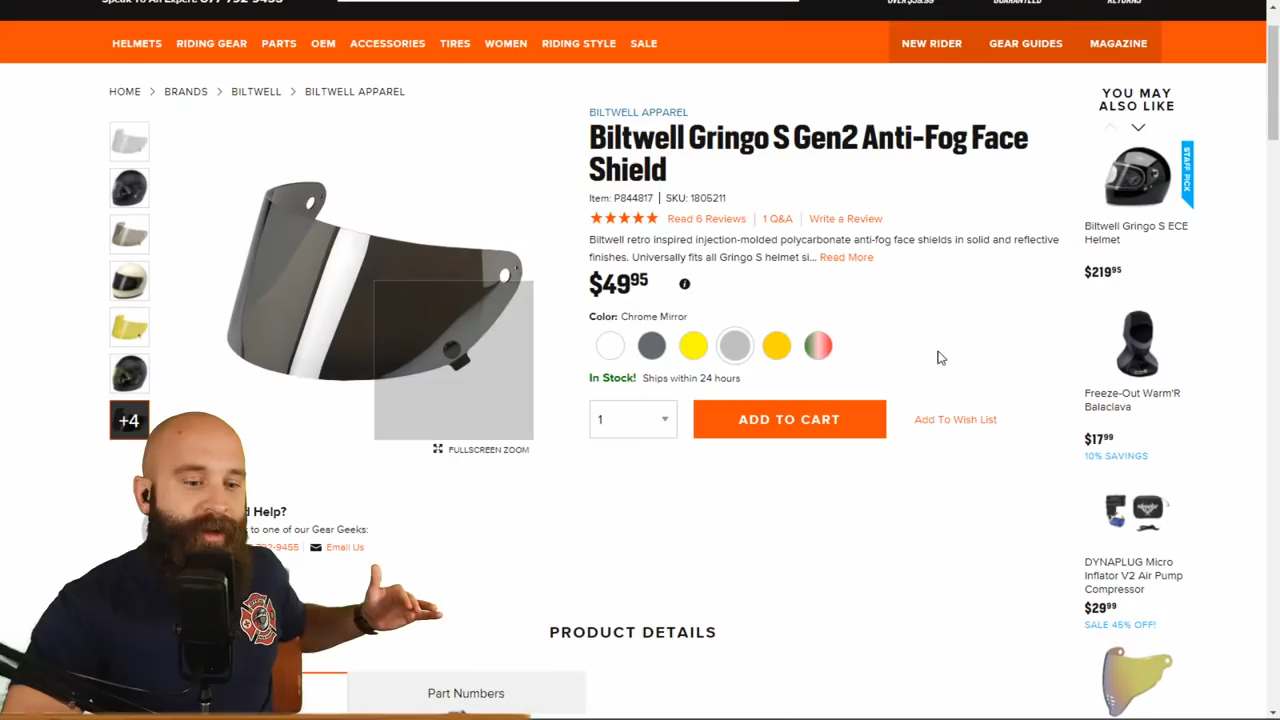 HELMETS RIDING GEAR PARTS OEM ACCESSORIES TIRES WOMEN RIDING STYLE SALE NEW RIDER GEAR GUIDES MAGAZINE
HOME > BRANDS > BILTWELL > BILTWELL APPAREL
BILTWELL APPAREL
Biltwell Gringo S Gen2 Anti-Fog Face
Shield
Item: P844817 | SKU: 1805211
Read 6 Reviews | 1 Q&A | Write a Review
Biltwell retro inspired injection-molded polycarbonate anti-fog face shields in solid and reflective
finishes. Universally fits all Gringo S helmet si... Read More
$49.95
Color: Chrome Mirror
In Stock! Ships within 24 hours
1
ADD TO CART
Add To Wish List
+4
FULLSCREEN ZOOM
Help?
to one of our Gear Geeks:
Email Us
PRODUCT DETAILS
Part Numbers
YOU MAY
ALSO LIKE
STAFF PICK
Biltwell Gringo S ECE
Helmet
$219.95
Freeze-Out Warm'R
Balaclava
$17.99
10% SAVINGS
DYNAPLUG Micro
Inflator V2 Air Pump
Compressor
$29.99
SALE 45% OFF!